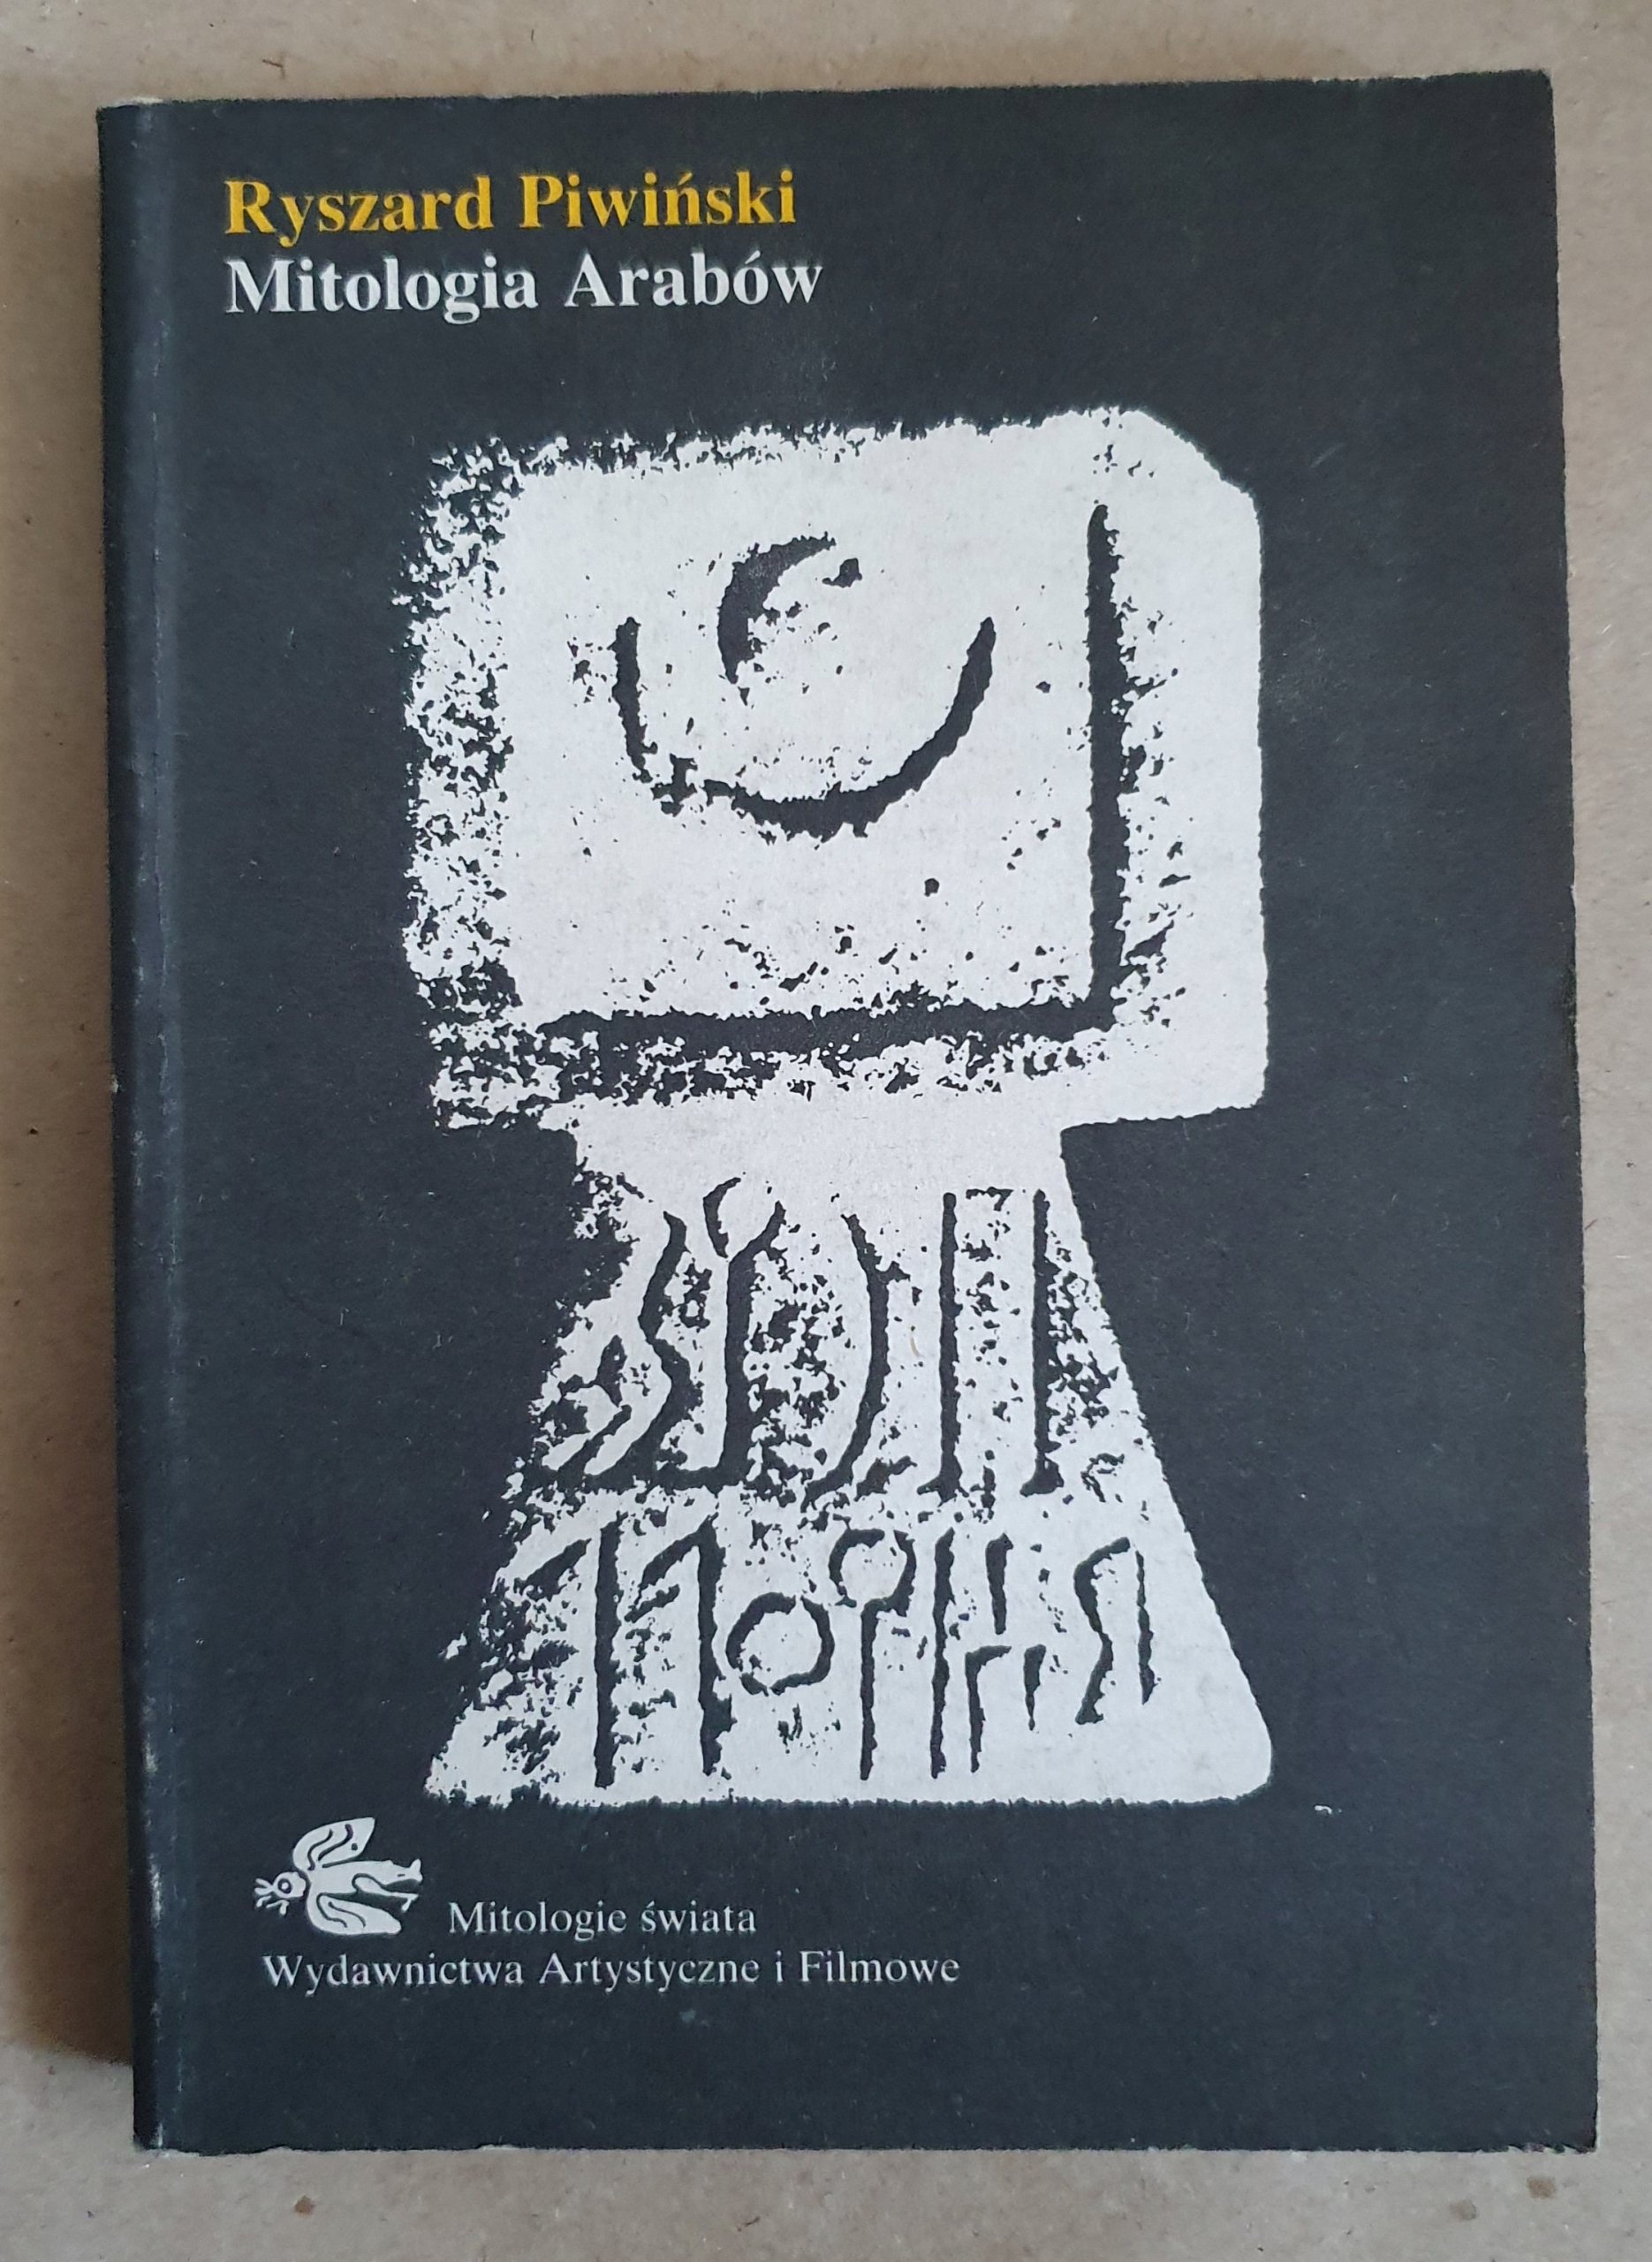 Ryszard Piwiński
Mitologia Arabów
Mitologie świata
Wydawnictwa Artystyczne i Filmowe